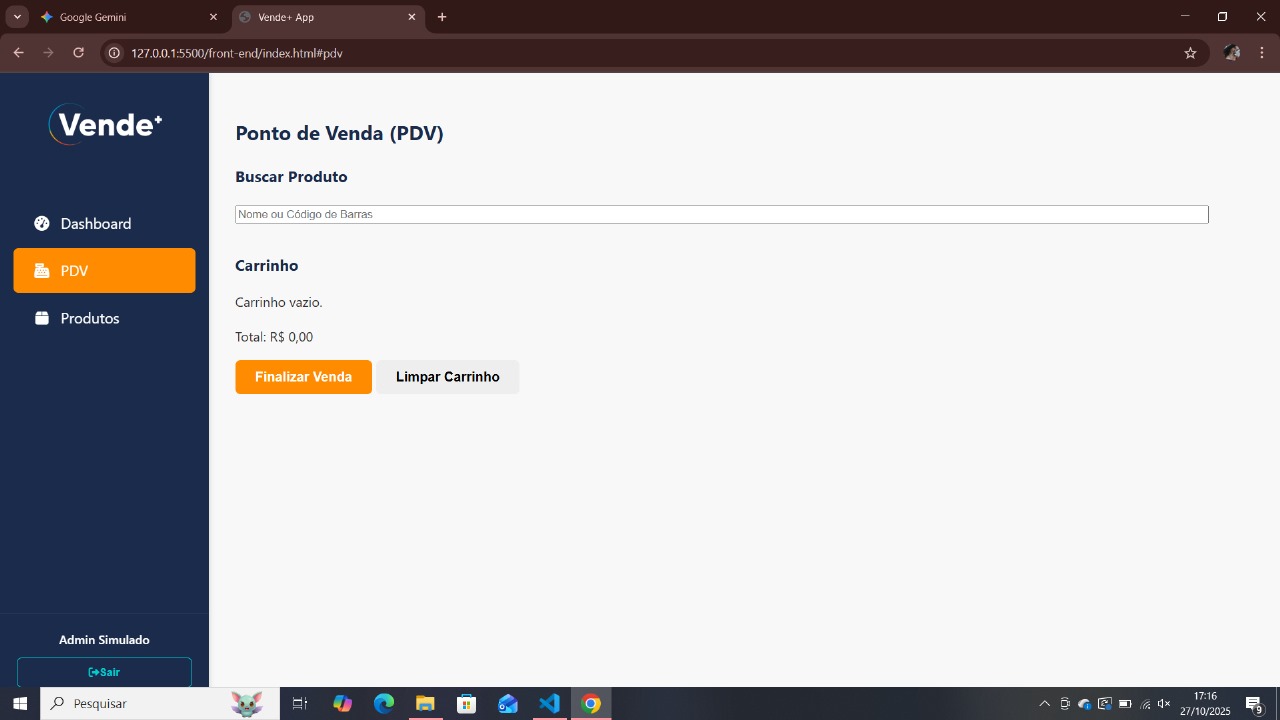 Google Gemini
Vende+ App
127.0.0.1:5500/front-end/index.html#pdv
Vende+
Dashboard
PDV
Produtos
Admin Simulado
Sair
Ponto de Venda (PDV)
Buscar Produto
Nome ou Código de Barras
Carrinho
Carrinho vazio.
Total: R$ 0,00
Finalizar Venda
Limpar Carrinho
Pesquisar
17:16
27/10/2025
9